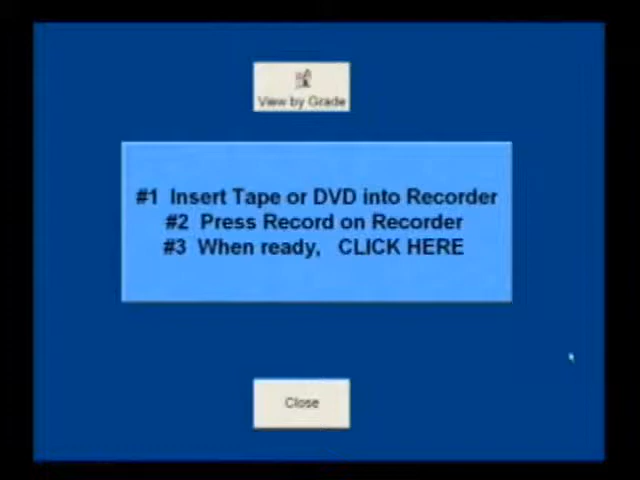 View by Grade
#1 Insert Tape or DVD into Recorder
#2 Press Record on Recorder
#3 When ready, CLICK HERE
Close